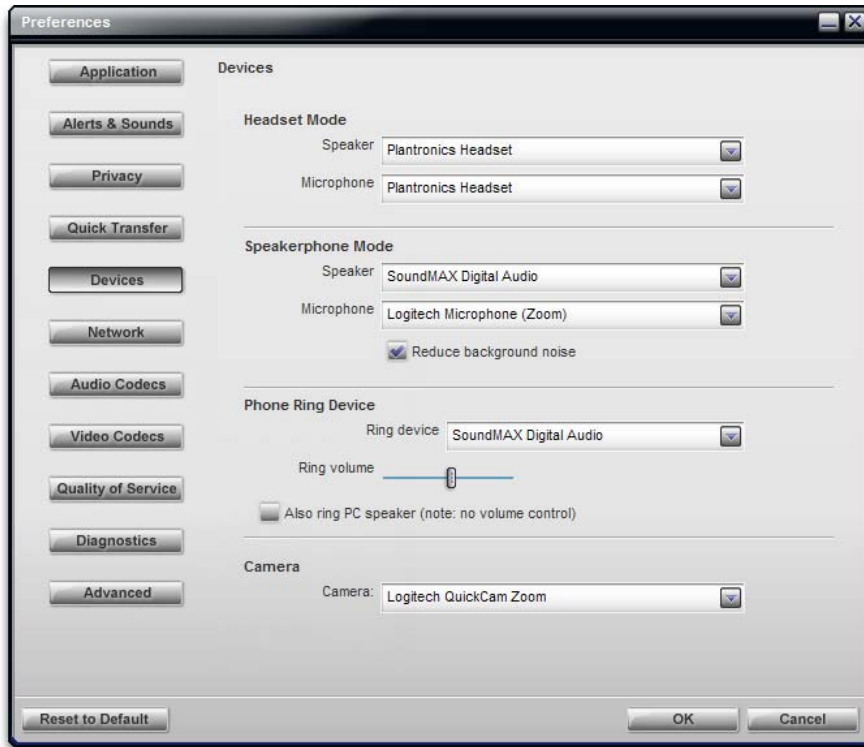 Preferences
Application
Alerts & Sounds
Privacy
Quick Transfer
Devices
Network
Audio Codecs
Video Codecs
Quality of Service
Diagnostics
Advanced
Devices
Headset Mode
Speaker Plantronics Headset
Microphone Plantronics Headset
Speakerphone Mode
Speaker SoundMAX Digital Audio
Microphone Logitech Microphone (Zoom)
Reduce background noise
Phone Ring Device
Ring device SoundMAX Digital Audio
Ring volume
Also ring PC speaker (note: no volume control)
Camera
Camera: Logitech QuickCam Zoom
Reset to Default OK Cancel